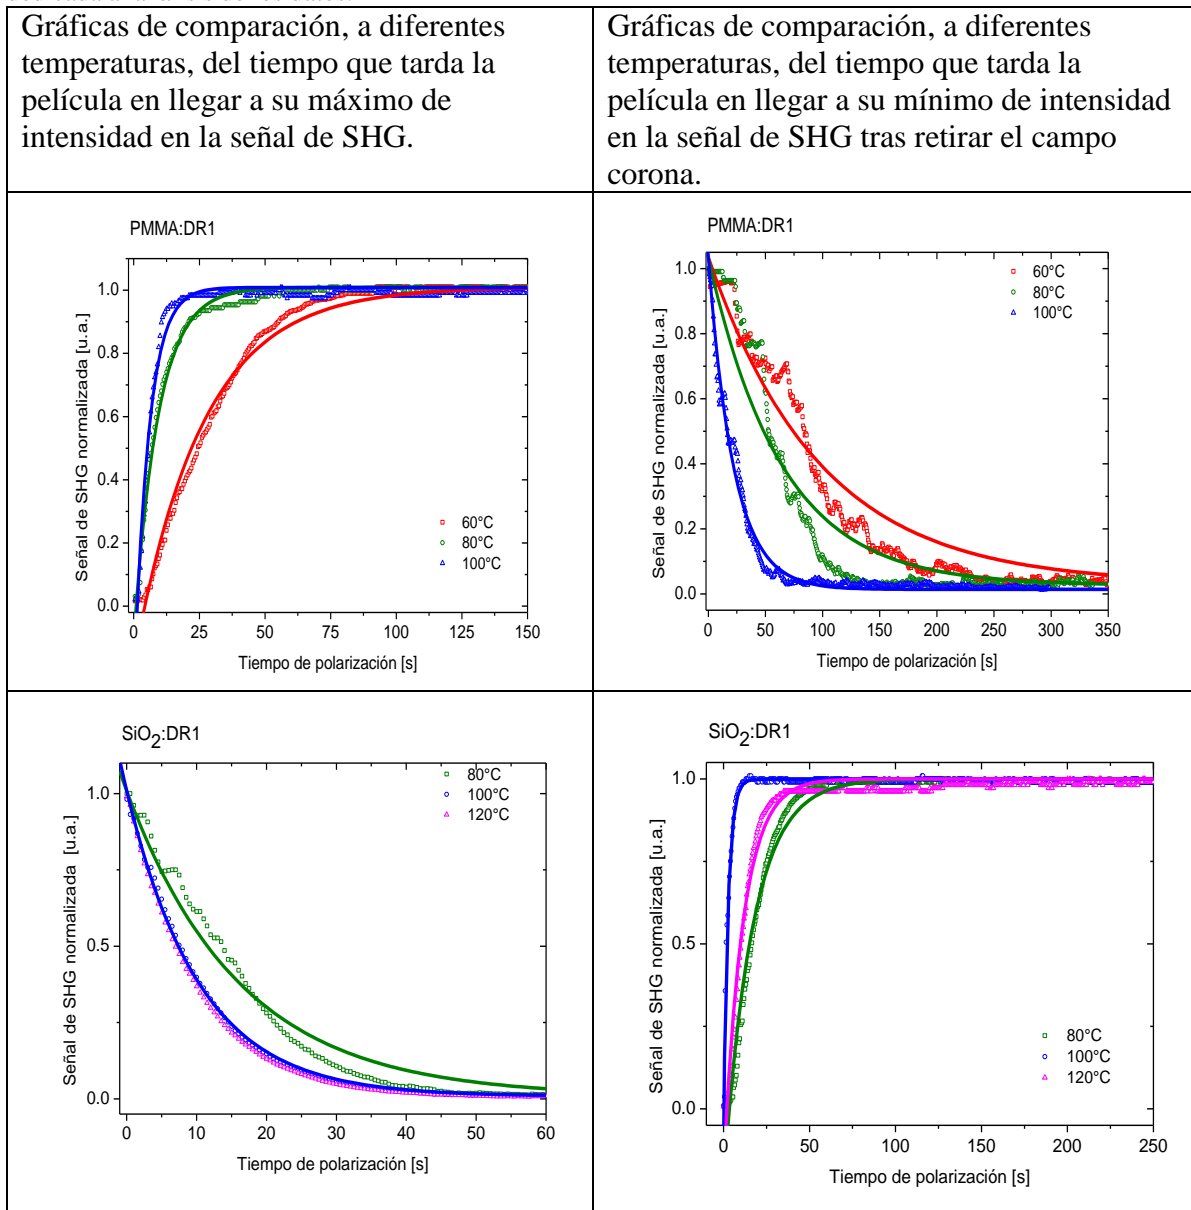 Gráficas de comparación, a diferentes
temperaturas, del tiempo que tarda la
película en llegar a su máximo de
intensidad en la señal de SHG.
Gráficas de comparación, a diferentes
temperaturas, del tiempo que tarda la
película en llegar a su mínimo de intensidad
en la señal de SHG tras retirar el campo
corona.
PMMA:DR1
Señal de SHG normalizada [u.a.]
1.0
0.8
0.6
0.4
0.2
0.0
60°C
80°C
100°C
0 25 50 75 100 125 150
Tiempo de polarización [s]
PMMA:DR1
Señal de SHG normalizada [u.a.]
1.0
0.8
0.6
0.4
0.2
0.0
60°C
80°C
100°C
0 50 100 150 200 250 300 350
Tiempo de polarización [s]
SiO2:DR1
Señal de SHG normalizada [u.a.]
1.0
0.5
0.0
80°C
100°C
120°C
0 10 20 30 40 50 60
Tiempo de polarización [s]
SiO2:DR1
Señal de SHG normalizada [u.a.]
1.0
0.5
0.0
80°C
100°C
120°C
0 50 100 150 200 250
Tiempo de polarización [s]